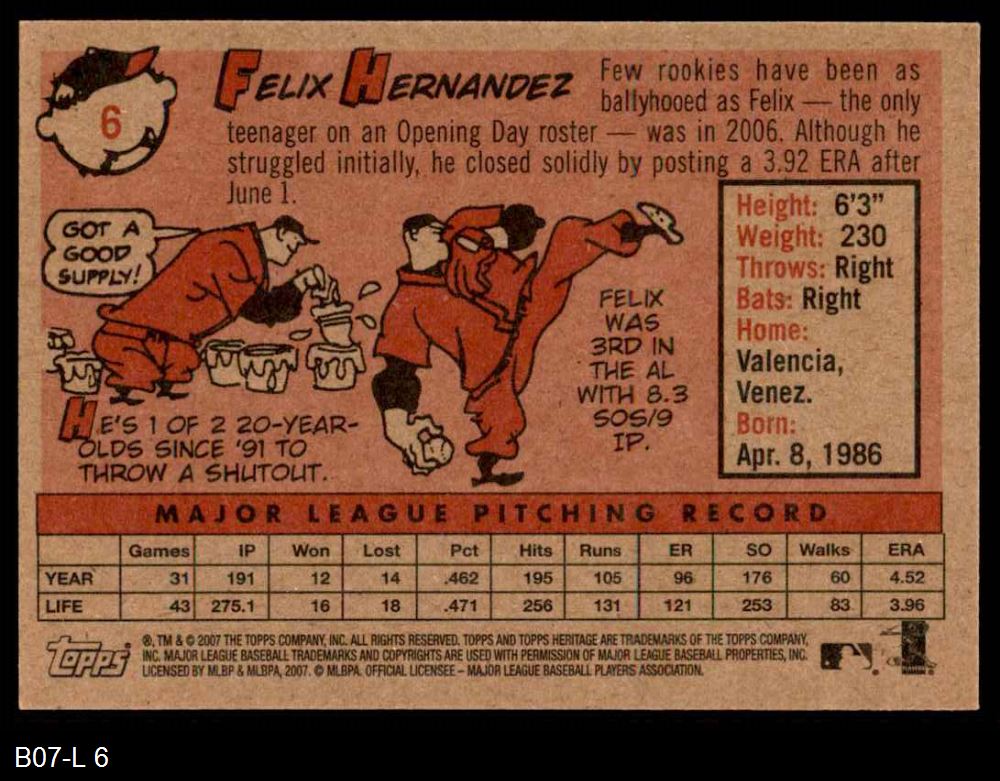 6
FELIX HERNANDEZ
Few rookies have been as
ballyhooed as Felix — the only
teenager on an Opening Day roster — was in 2006. Although he
struggled initially, he closed solidly by posting a 3.92 ERA after
June 1.
GOT A
GOOD
SUPPLY!
HE'S 1 OF 2 20-YEAR-
OLDS SINCE '91 TO
THROW A SHUTOUT.
FELIX
WAS
3RD IN
THE AL
WITH 8.3
SOS/9
IP.
Height: 6'3"
Weight: 230
Throws: Right
Bats: Right
Home:
Valencia,
Venez.
Born:
Apr. 8, 1986
MAJOR LEAGUE PITCHING RECORD
Games IP Won Lost Pct Hits Runs ER SO Walks ERA
YEAR 31 191 12 14 .462 195 105 96 176 60 4.52
LIFE 43 275.1 16 18 .471 256 131 121 253 83 3.96
Topps
®, TM & © 2007 THE TOPPS COMPANY, INC. ALL RIGHTS RESERVED. TOPPS AND TOPPS HERITAGE ARE TRADEMARKS OF THE TOPPS COMPANY,
INC. MAJOR LEAGUE BASEBALL TRADEMARKS AND COPYRIGHTS ARE USED WITH PERMISSION OF MAJOR LEAGUE BASEBALL PROPERTIES, INC.
LICENSED BY MLBP & MLBPA, 2007. © MLBPA. OFFICIAL LICENSEE – MAJOR LEAGUE BASEBALL PLAYERS ASSOCIATION.
B07-L 6